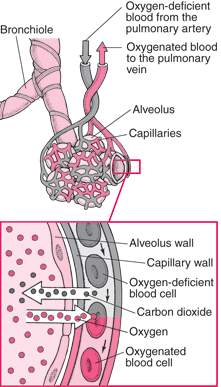 Oxygen-deficient
blood from the
pulmonary artery
Bronchiole
Oxygenated blood
to the pulmonary
vein
Alveolus
Capillaries
Alveolus wall
Capillary wall
Oxygen-deficient
blood cell
Carbon dioxide
Oxygen
Oxygenated
blood cell